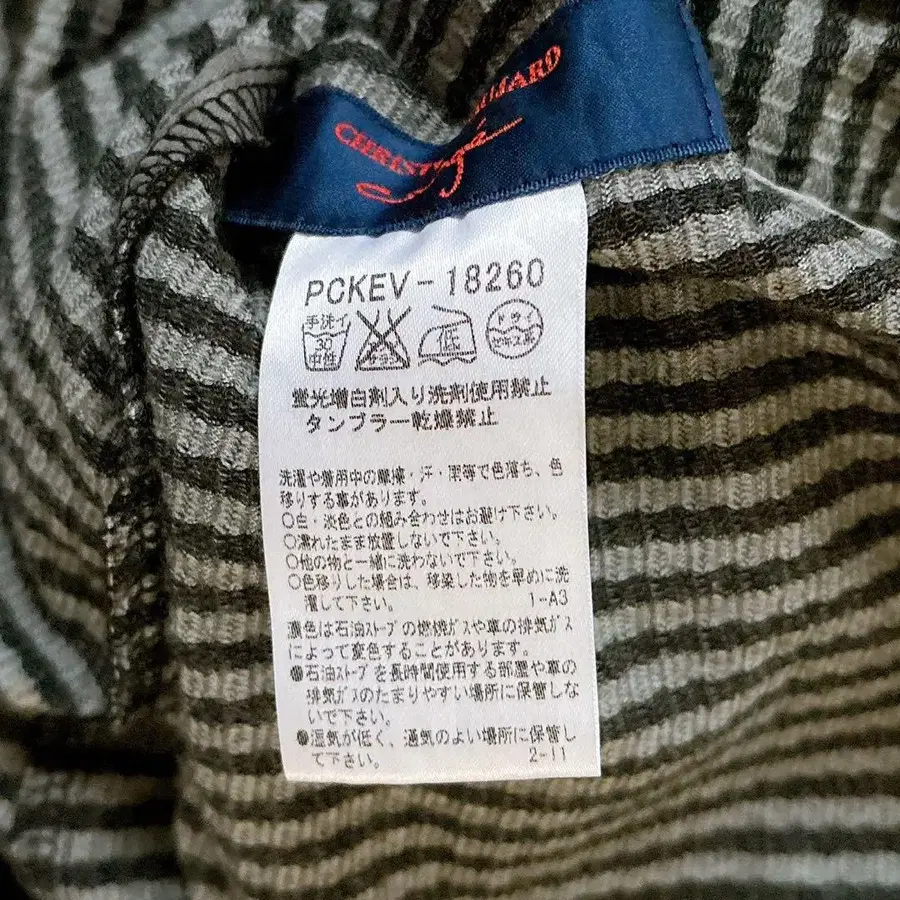 CHRIST OJARD
PCKEV-18260
手洗イ
30
中性
エンソ
サラシ
低
ドライ
セキユ系
蛍光増白剤入り洗剤使用禁止
タンブラー乾燥禁止
洗濯や着用中の摩擦・汗・雨等で色落ち、色
移りする事があります。
○白・淡色との組み合わせはお避け下さい。
○濡れたまま放置しないで下さい。
○他の物と一緒に洗わないで下さい。
○色移りした場合は、移染した物を早めに洗
濯して下さい。 1-A3
濃色は石油ストーブの燃焼ガスや車の排気ガス
によって変色することがあります。
●石油ストーブを長時間使用する部屋や車の
排気ガスのたまりやすい場所に保管しな
いで下さい。
●湿気が低く、通気のよい場所に保管し
て下さい。 2-11